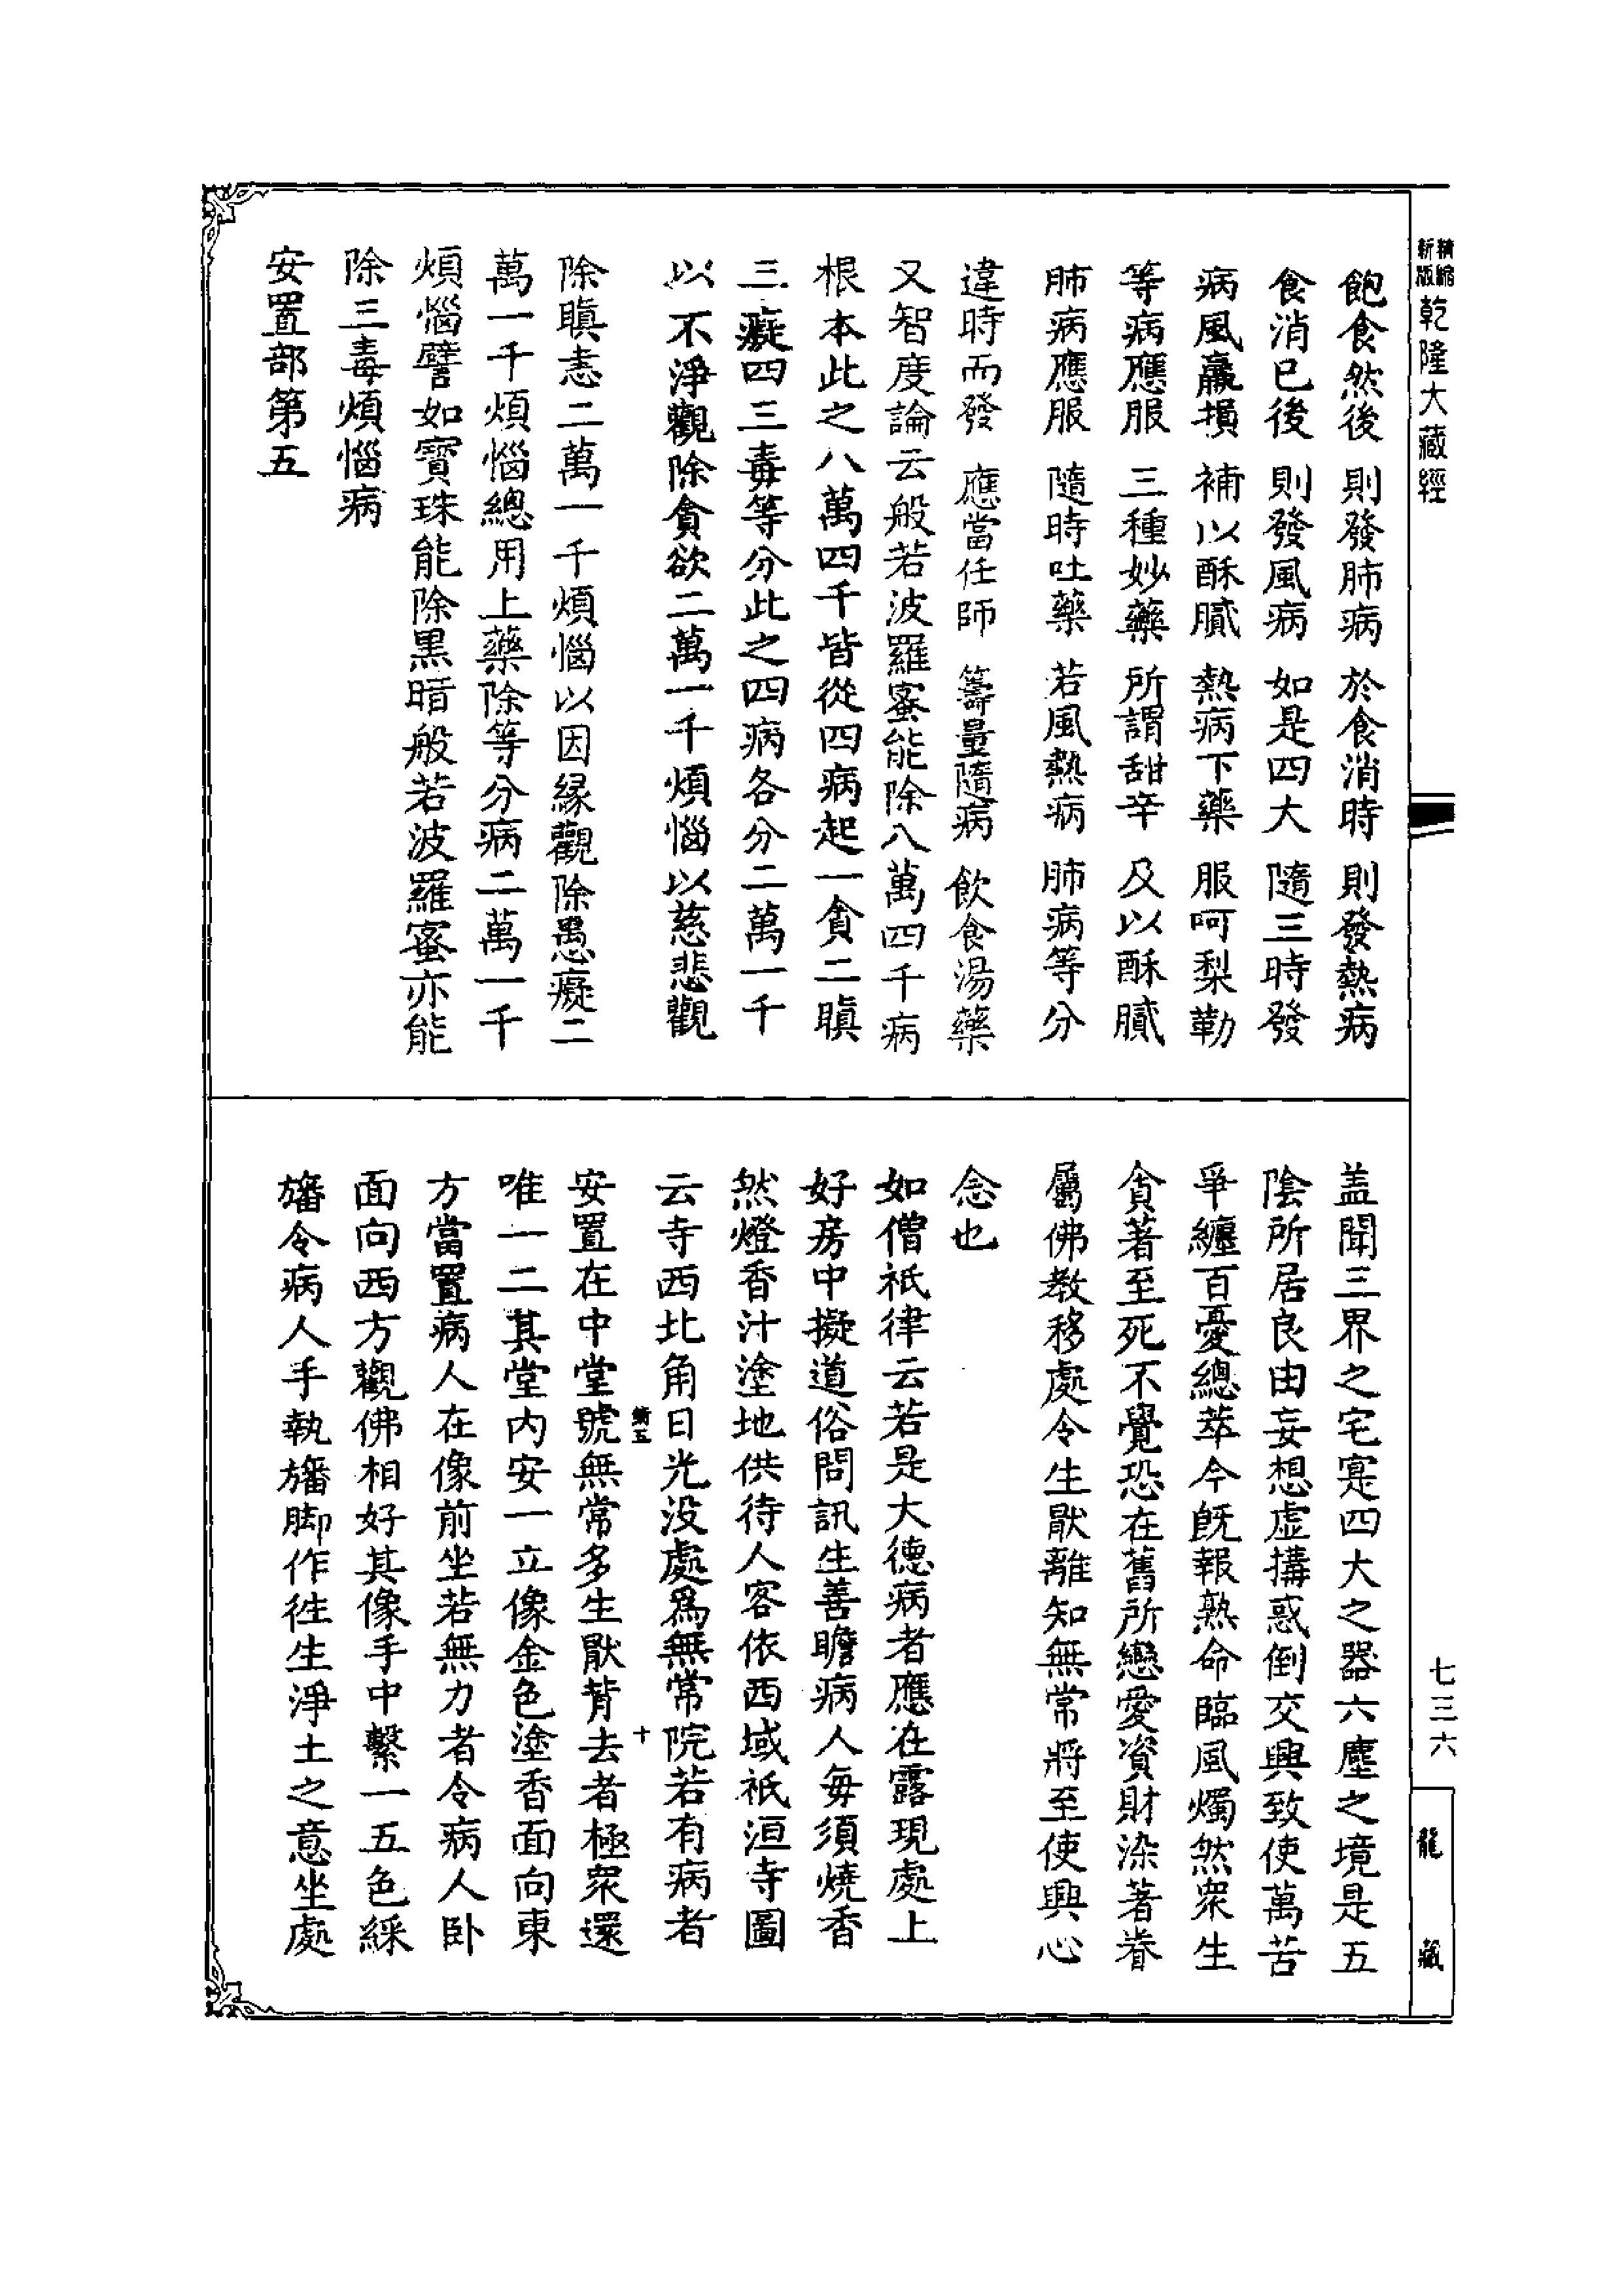 精縮新版乾隆大藏經
飽食然後 則發肺病 於食消時 則發熱病
食消已後 則發風病 如是四大 隨三時發
病風羸損 補以酥膩 熱病下藥 服呵梨勒
等病應服 三種妙藥 所謂甜辛 及以酥膩
肺病應服 隨時吐藥 若風熱病 肺病等分
違時而發 應當任師 籌量隨病 飲食湯藥
又智度論云般若波羅蜜能除八萬四千病
根本此之八萬四千皆從四病起一貪二瞋
三癡四三毒等分此之四病各分二萬一千
以不淨觀除貪欲二萬一千煩惱以慈悲觀
除瞋恚二萬一千煩惱以因緣觀除愚癡二
萬一千煩惱總用上藥除等分病二萬一千
煩惱譬如寶珠能除黑暗般若波羅蜜亦能
除三毒煩惱病
安置部第五
盖聞三界之宅寔四大之器六塵之境是五
陰所居良由妄想虛搆惑倒交興致使萬苦
爭纏百憂總萃今旣報熟命臨風燭然衆生
貪著至死不覺恐在舊所戀愛資財染著眷
屬佛教移處令生厭離知無常將至使興心
念也
如僧祇律云若是大德病者應在露現處上
好房中擬道俗問訊生善瞻病人每須燒香
然燈香汁塗地供待人客依西域祇洹寺圖
云寺西北角日光没處爲無常院若有病者
安置在中堂號無常多生厭背去者極衆還
唯一二其堂內安一立像金色塗香面向東
方當置病人在像前坐若無力者令病人卧
面向西方觀佛相好其像手中繫一五色綵
旛令病人手執旛脚作徃生淨土之意坐處
十
七三六
龍藏